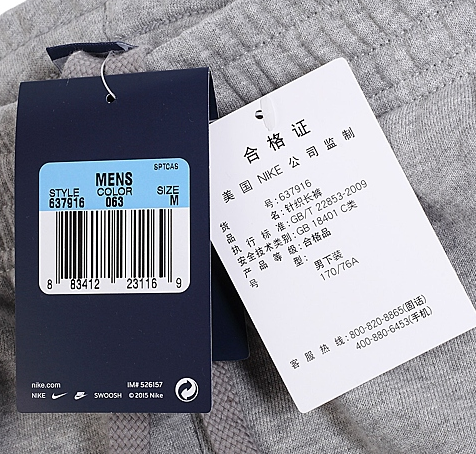 SPTCAS
MENS
STYLE COLOR SIZE
637916 063 M
8 83412 23116 9
nike.com IM# 526157
NIKE SWOOSH © 2015 Nike
合格证
美国 NIKE 公司监制
货号:637916
品名:针织长裤
执行标准:GB/T 22853-2009
安全技术类别:GB 18401 C类
产品等级:合格品
型号:男下装
170/76A
客服热线:800-820-8865(固话)
400-880-6453(手机)